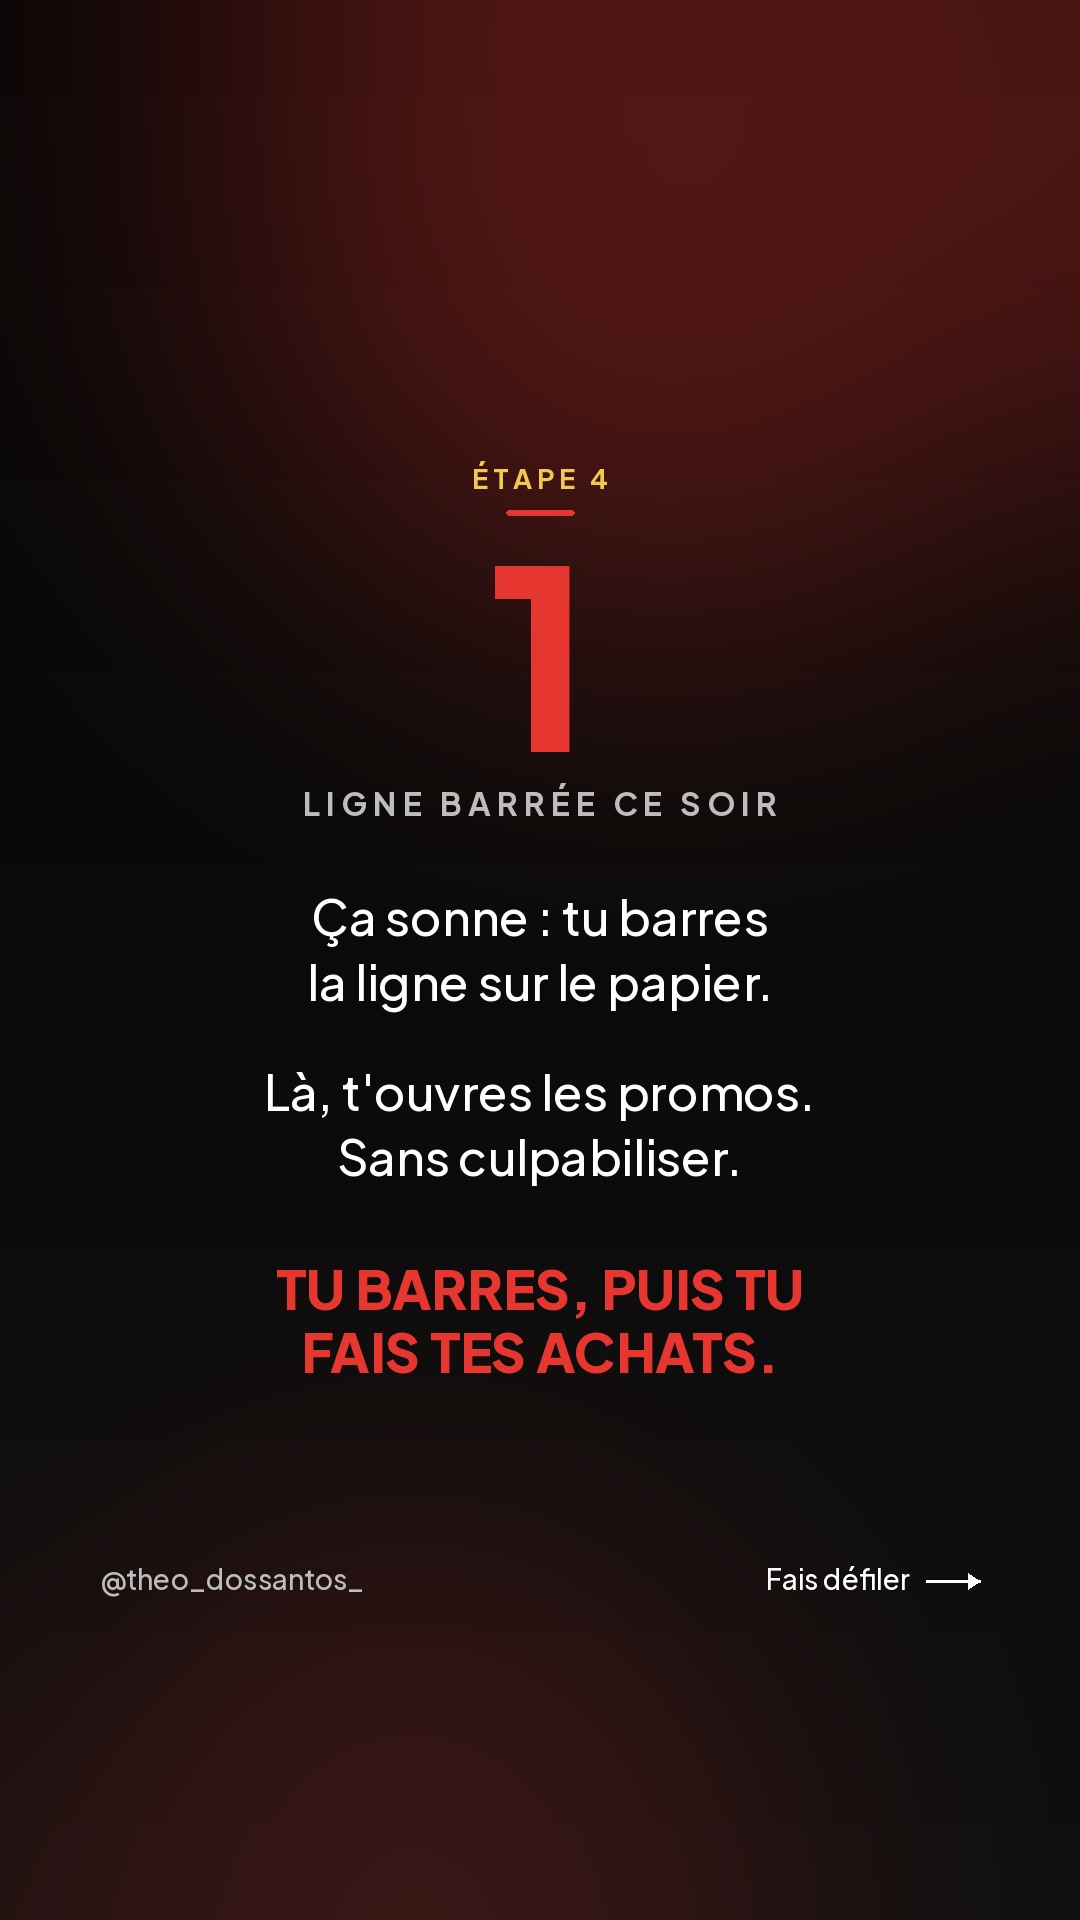 ÉTAPE 4
1
LIGNE BARRÉE CE SOIR
Ça sonne : tu barres
la ligne sur le papier.
Là, t'ouvres les promos.
Sans culpabiliser.
TU BARRES, PUIS TU
FAIS TES ACHATS.
@theo_dossantos_
Fais défiler